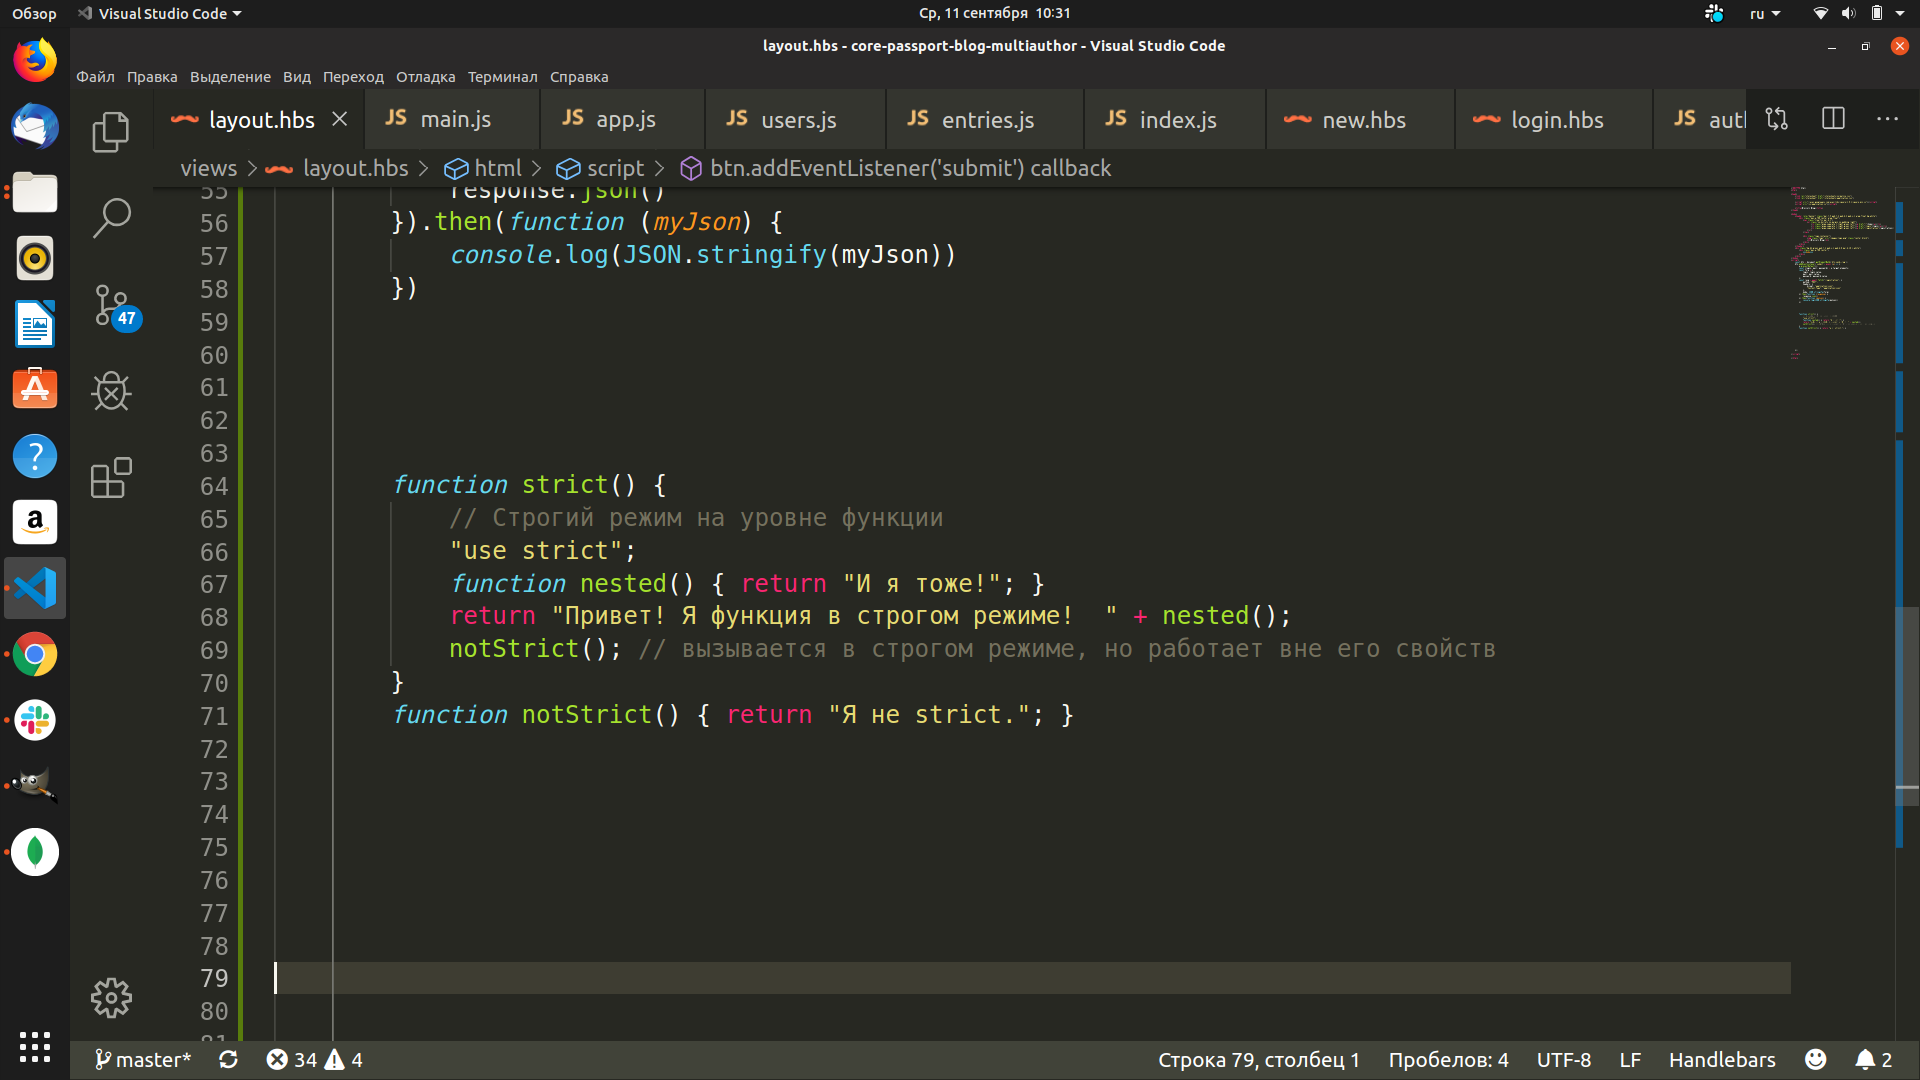 Обзор Visual Studio Code Ср, 11 сентября 10:31 ru
layout.hbs - core-passport-blog-multiauthor - Visual Studio Code
Файл Правка Выделение Вид Переход Отладка Терминал Справка
layout.hbs JS main.js JS app.js JS users.js JS entries.js JS index.js new.hbs login.hbs JS aut
views > layout.hbs > html > script > btn.addEventListener('submit') callback
55 response.json()
56 }).then(function (myJson) {
57 console.log(JSON.stringify(myJson))
58 })
59
60
61
62
63
64 function strict() {
65 // Строгий режим на уровне функции
66 "use strict";
67 function nested() { return "И я тоже!"; }
68 return "Привет! Я функция в строгом режиме!  " + nested();
69 notStrict(); // вызывается в строгом режиме, но работает вне его свойств
70 }
71 function notStrict() { return "Я не strict."; }
72
73
74
75
76
77
78
79
80
81
47
a
master* 34 4 Строка 79, столбец 1 Пробелов: 4 UTF-8 LF Handlebars 2